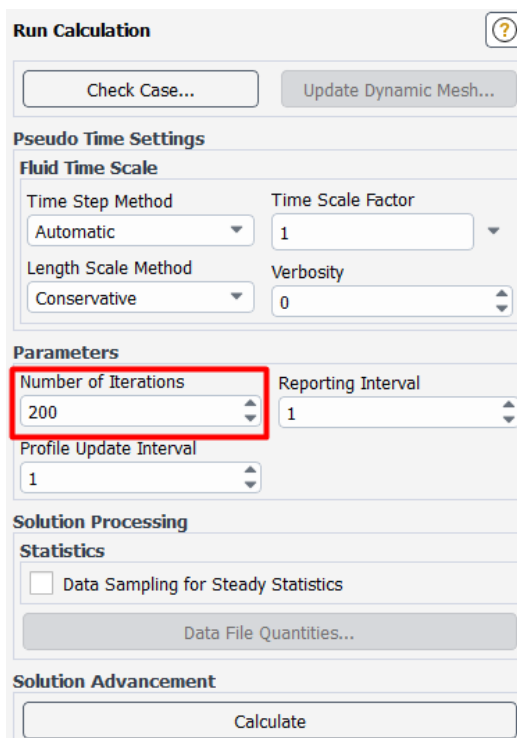 Run Calculation
?
Check Case...
Update Dynamic Mesh...
Pseudo Time Settings
Fluid Time Scale
Time Step Method
Time Scale Factor
Automatic
1
Length Scale Method
Verbosity
Conservative
0
Parameters
Number of Iterations
Reporting Interval
200
1
Profile Update Interval
1
Solution Processing
Statistics
Data Sampling for Steady Statistics
Data File Quantities...
Solution Advancement
Calculate